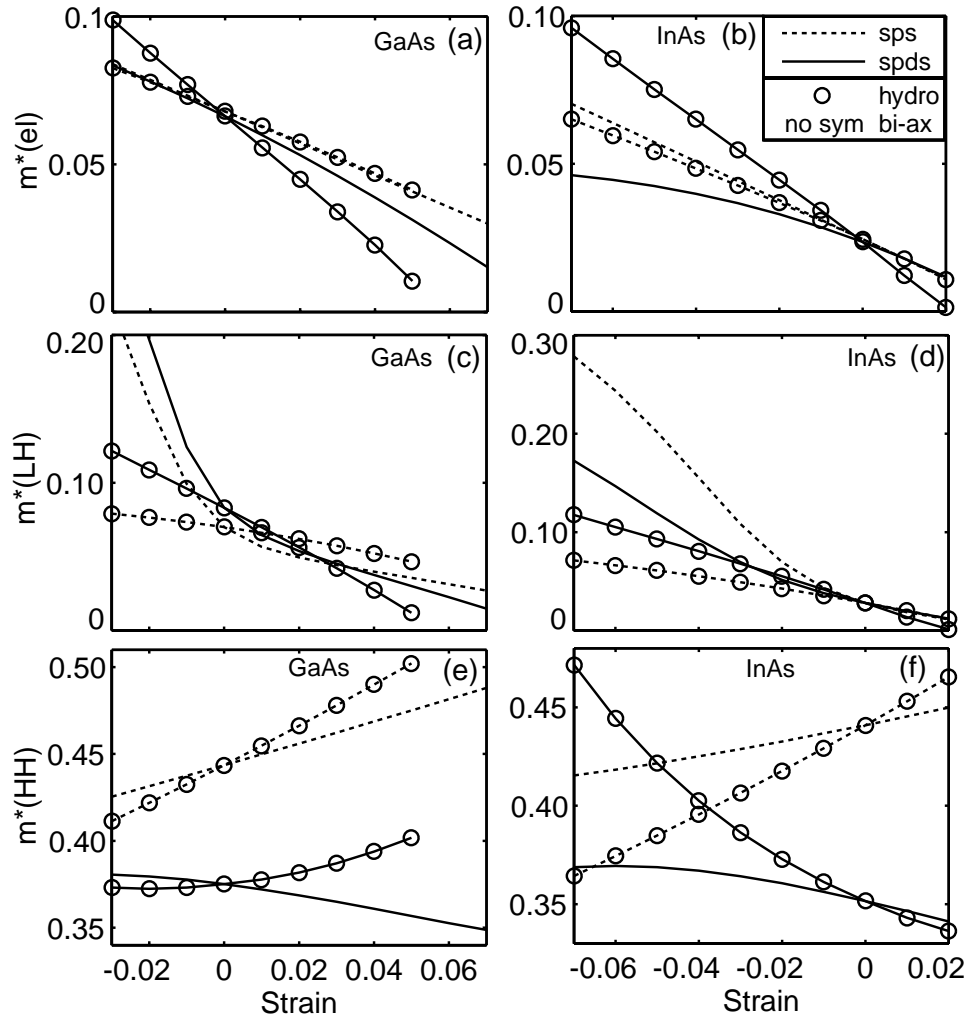 0.1
GaAs (a)
0.05
0
m*(el)
0.10
InAs (b)
sps
spds
hydro
no sym bi-ax
0.05
0
0.20
GaAs (c)
0.10
0
m*(LH)
0.30
InAs (d)
0.20
0.10
0
0.50
GaAs (e)
0.45
0.40
0.35
m*(HH)
-0.02 0 0.02 0.04 0.06
Strain
InAs (f)
0.45
0.40
0.35
-0.06 -0.04 -0.02 0 0.02
Strain